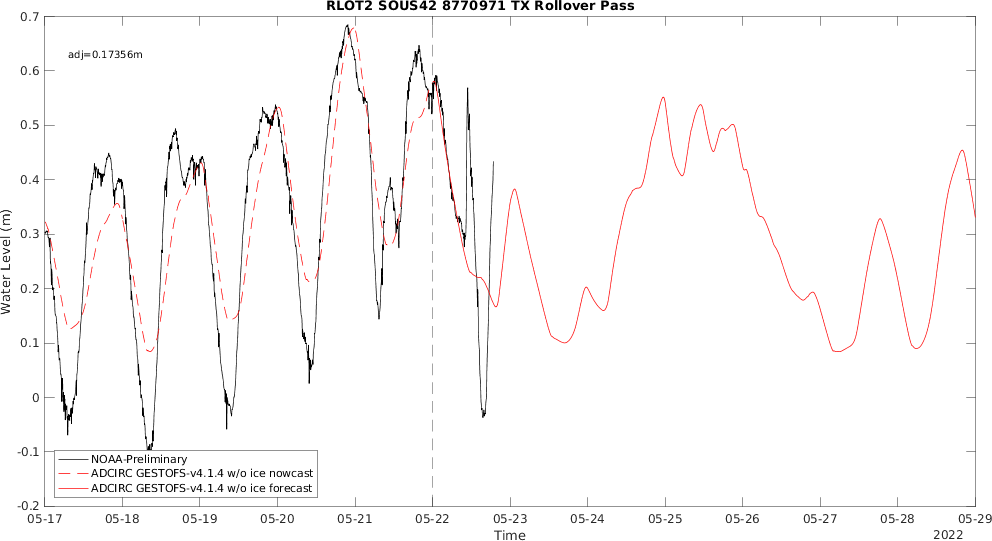 RLOT2 SOUS42 8770971 TX Rollover Pass
adj=0.17356m
0.7
0.6
0.5
0.4
0.3
0.2
0.1
0
-0.1
-0.2
Water Level (m)
NOAA-Preliminary
ADCIRC GESTOFS-v4.1.4 w/o ice nowcast
ADCIRC GESTOFS-v4.1.4 w/o ice forecast
05-17 05-18 05-19 05-20 05-21 05-22 05-23 05-24 05-25 05-26 05-27 05-28 05-29
Time
2022